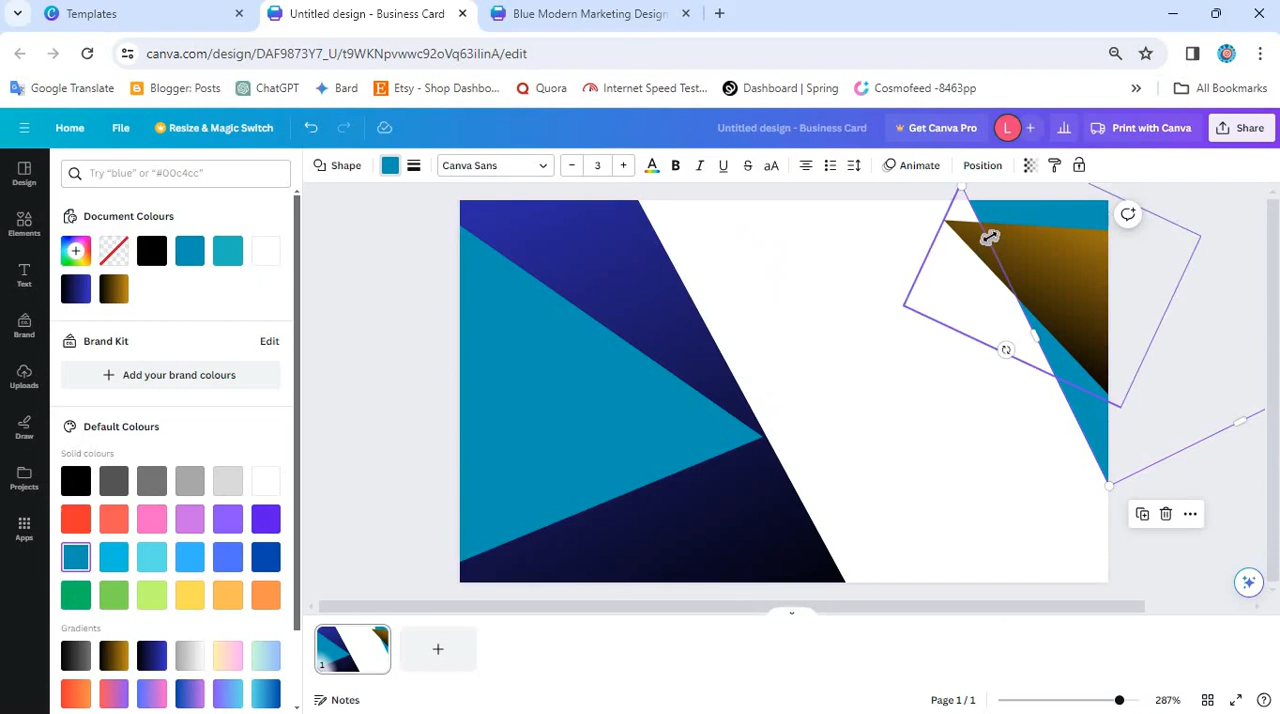 Templates
Untitled design - Business Card
Blue Modern Marketing Design
canva.com/design/DAF9873Y7_U/t9WKNpvwwc92oVq63iIinA/edit
Google Translate
Blogger: Posts
ChatGPT
Bard
Etsy - Shop Dashbo...
Quora
Internet Speed Test...
Dashboard | Spring
Cosmofeed -8463pp
All Bookmarks
Home
File
Resize & Magic Switch
Untitled design - Business Card
Get Canva Pro
L
Print with Canva
Share
Design
Elements
Text
Brand
Uploads
Draw
Projects
Apps
Try “blue” or “#00c4cc”
Document Colours
Brand Kit
Edit
Add your brand colours
Default Colours
Solid colours
Gradients
Shape
Canva Sans
3
A
B
I
U
S
aA
Animate
Position
1
Notes
Page 1 / 1
287%